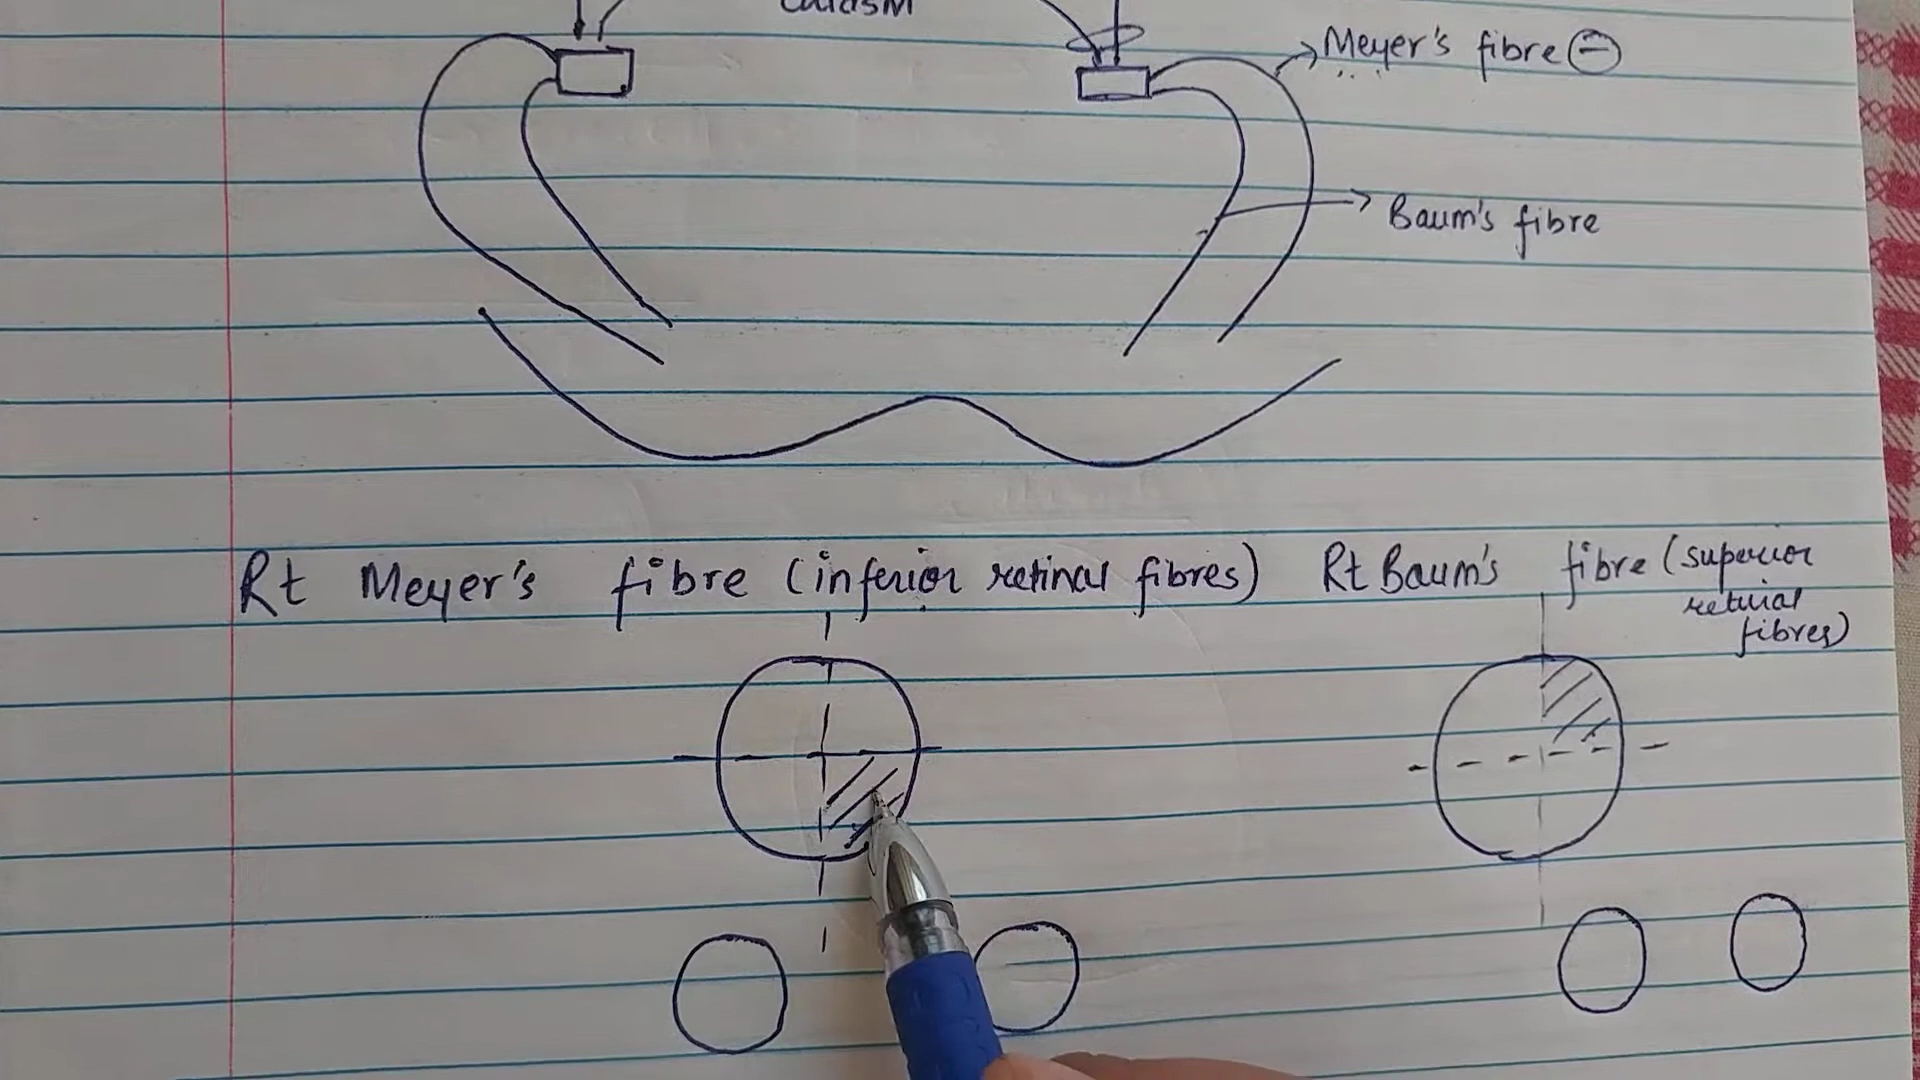 Meyer's fibre ⊖
Baum's fibre
Rt Meyer's fibre (inferior retinal fibres)
Rt Baum's fibre (superior
retinal
fibres)